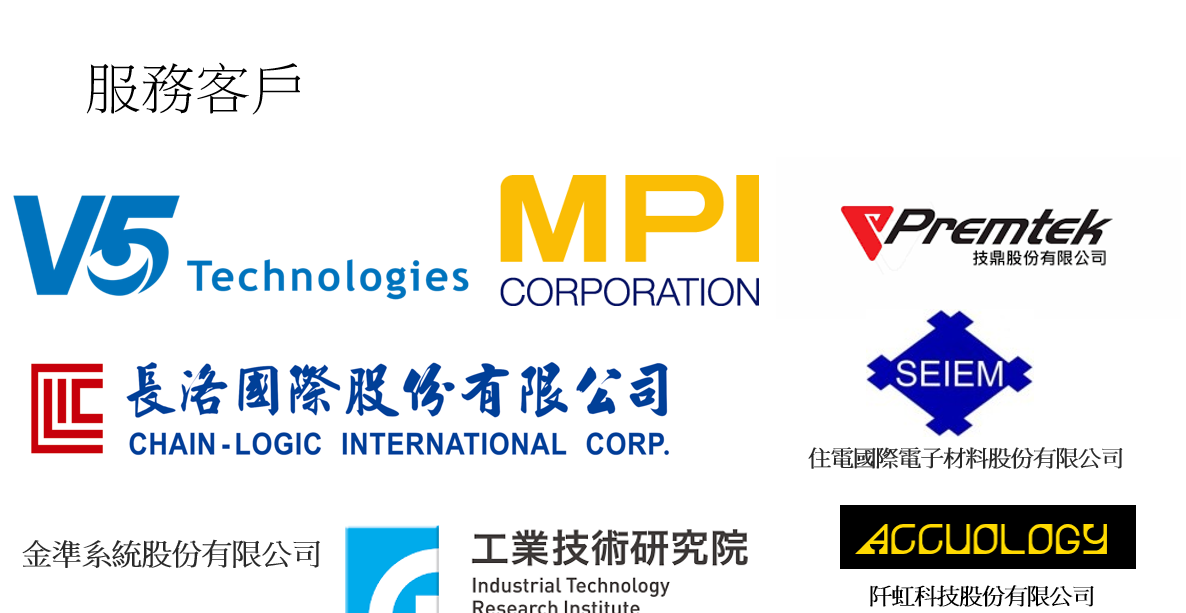 服務客戶
V5 Technologies
MPI
CORPORATION
Premtek
技鼎股份有限公司
長洛國際股份有限公司
CHAIN-LOGIC INTERNATIONAL CORP.
SEIEM
住電國際電子材料股份有限公司
金準系統股份有限公司
工業技術研究院
Industrial Technology
Research Institute
ACCUOLOGY
阡虹科技股份有限公司